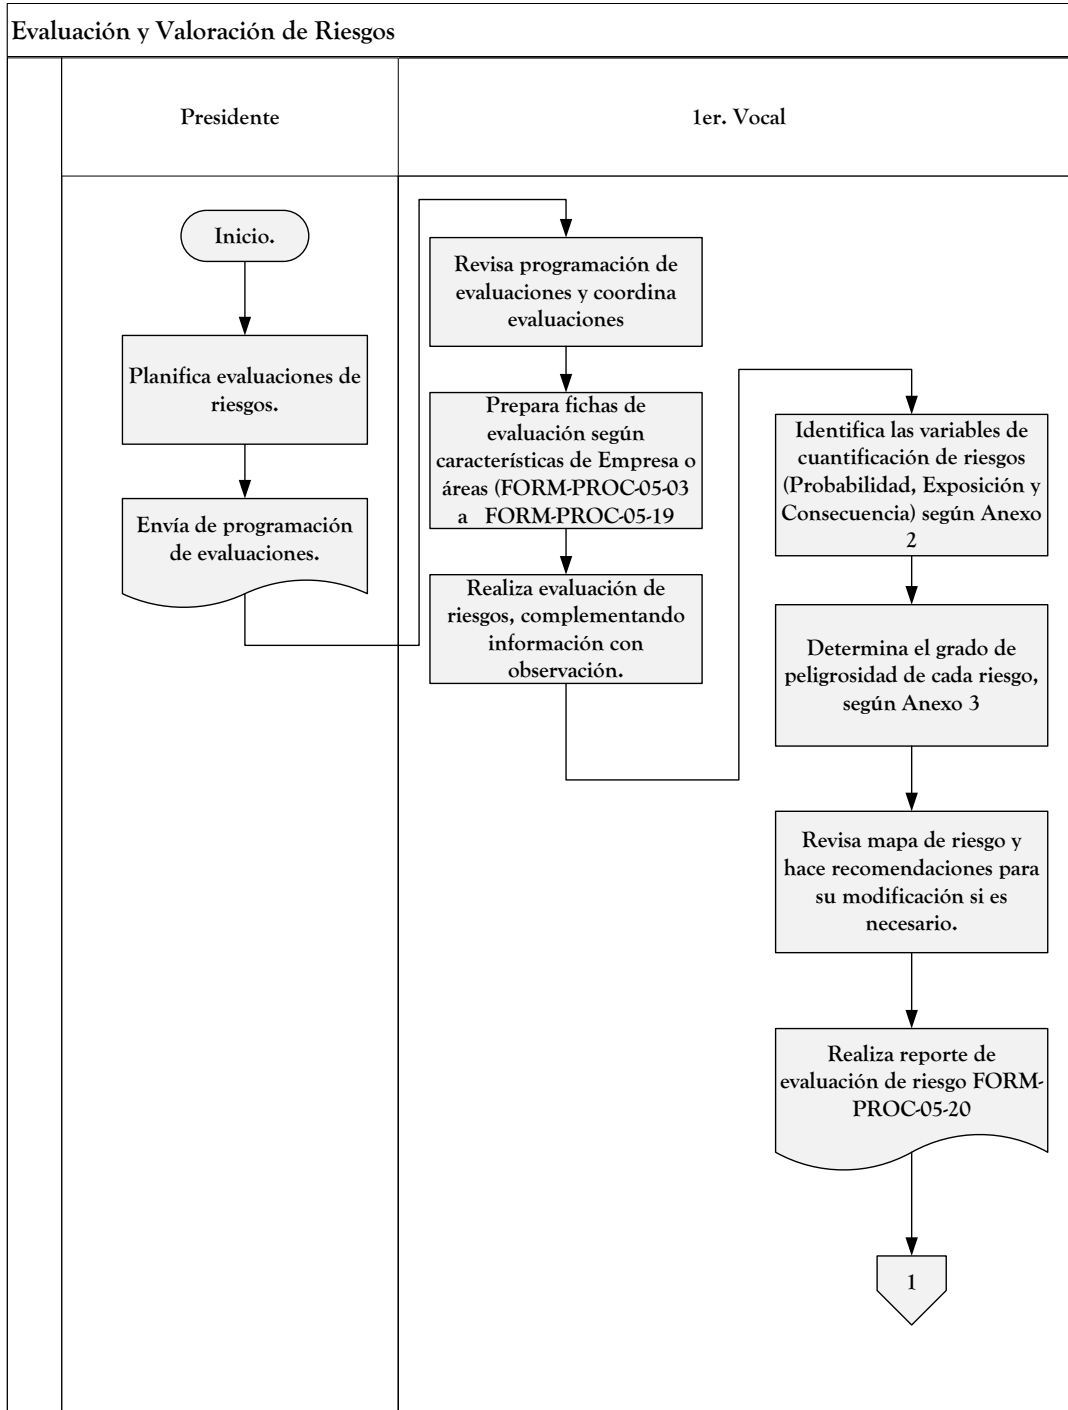 Evaluación y Valoración de Riesgos
Presidente
1er. Vocal
Inicio.
Planifica evaluaciones de
riesgos.
Envía de programación
de evaluaciones.
Revisa programación de
evaluaciones y coordina
evaluaciones
Prepara fichas de
evaluación según
características de Empresa o
áreas (FORM-PROC-05-03
a FORM-PROC-05-19
Realiza evaluación de
riesgos, complementando
información con
observación.
Identifica las variables de
cuantificación de riesgos
(Probabilidad, Exposición y
Consecuencia) según Anexo
2
Determina el grado de
peligrosidad de cada riesgo,
según Anexo 3
Revisa mapa de riesgo y
hace recomendaciones para
su modificación si es
necesario.
Realiza reporte de
evaluación de riesgo FORM-
PROC-05-20
1